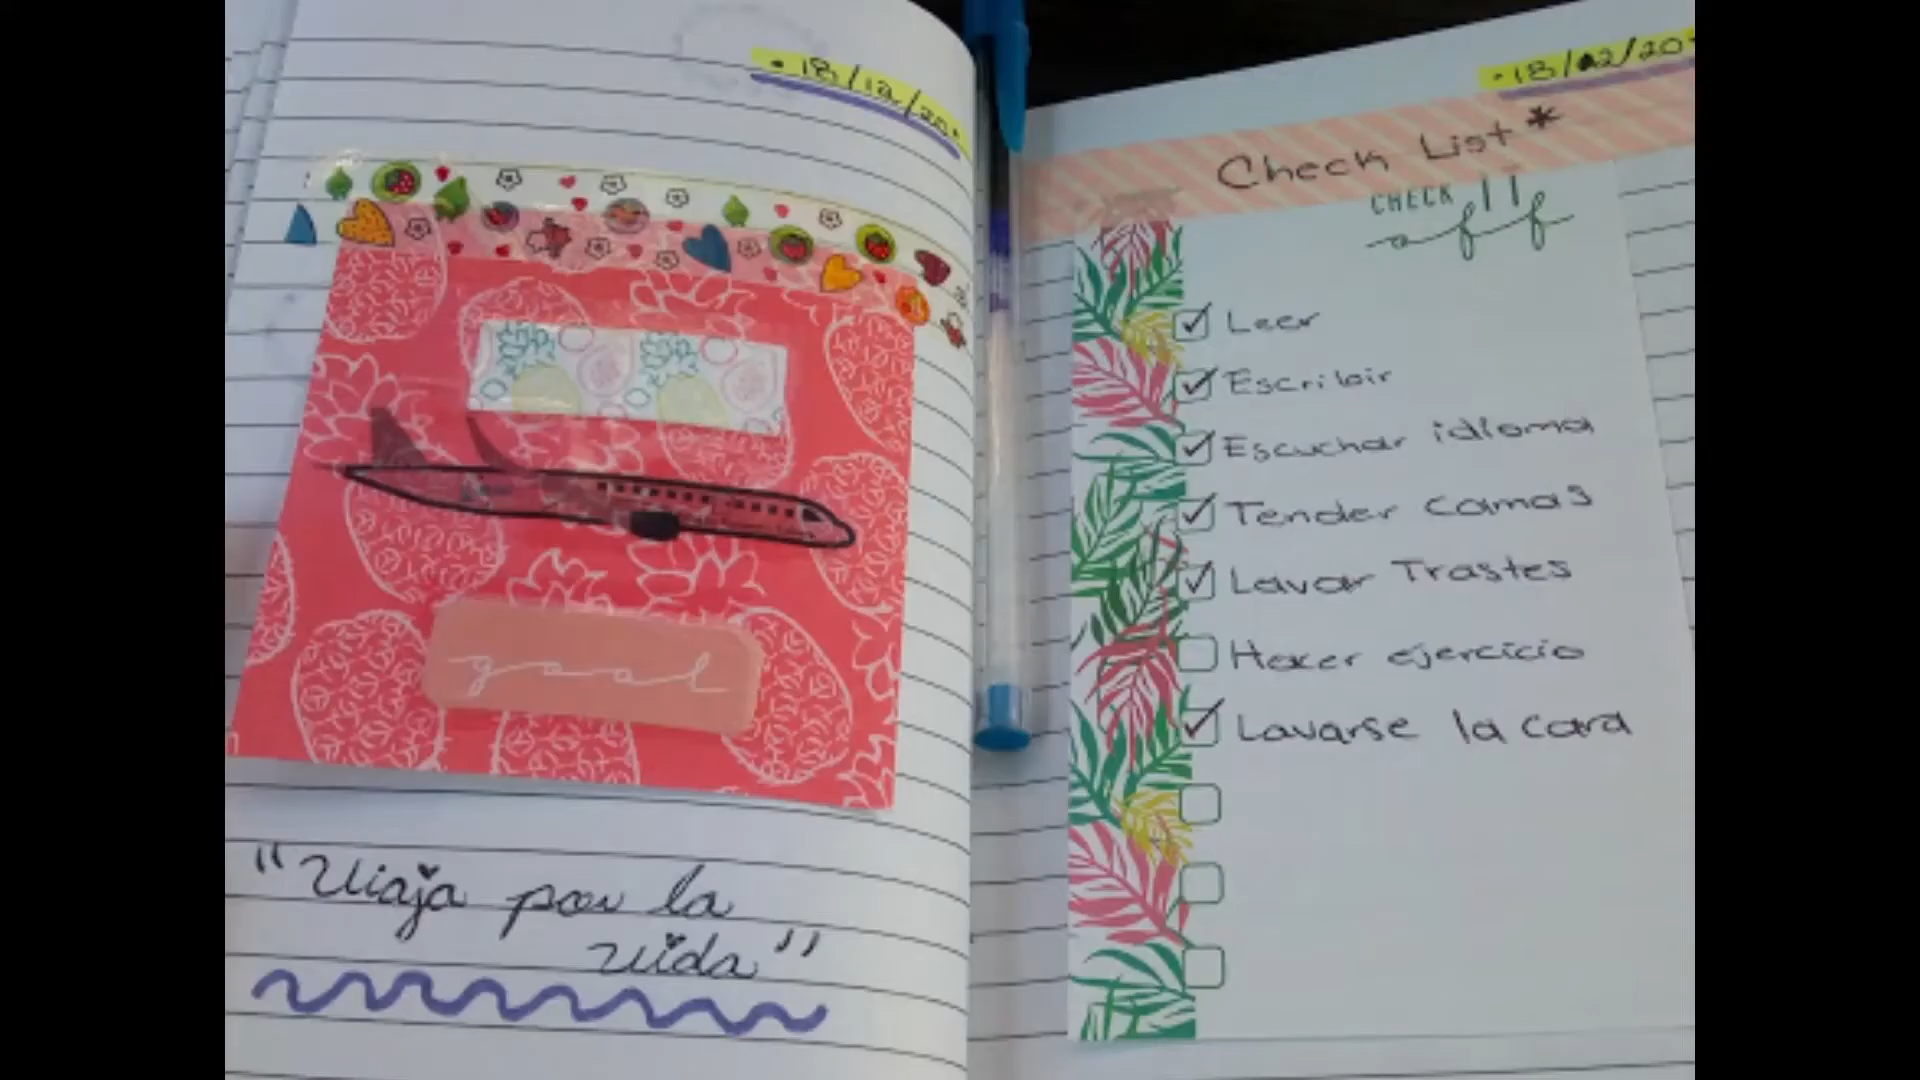 18/12/20
goal
"Viaja por la
vida"
18/12/20
Check List *
CHECK
off
Leer
Escribir
Escuchar idioma
Tender camas
Lavar Trastes
Hacer ejercicio
Lavarse la cara